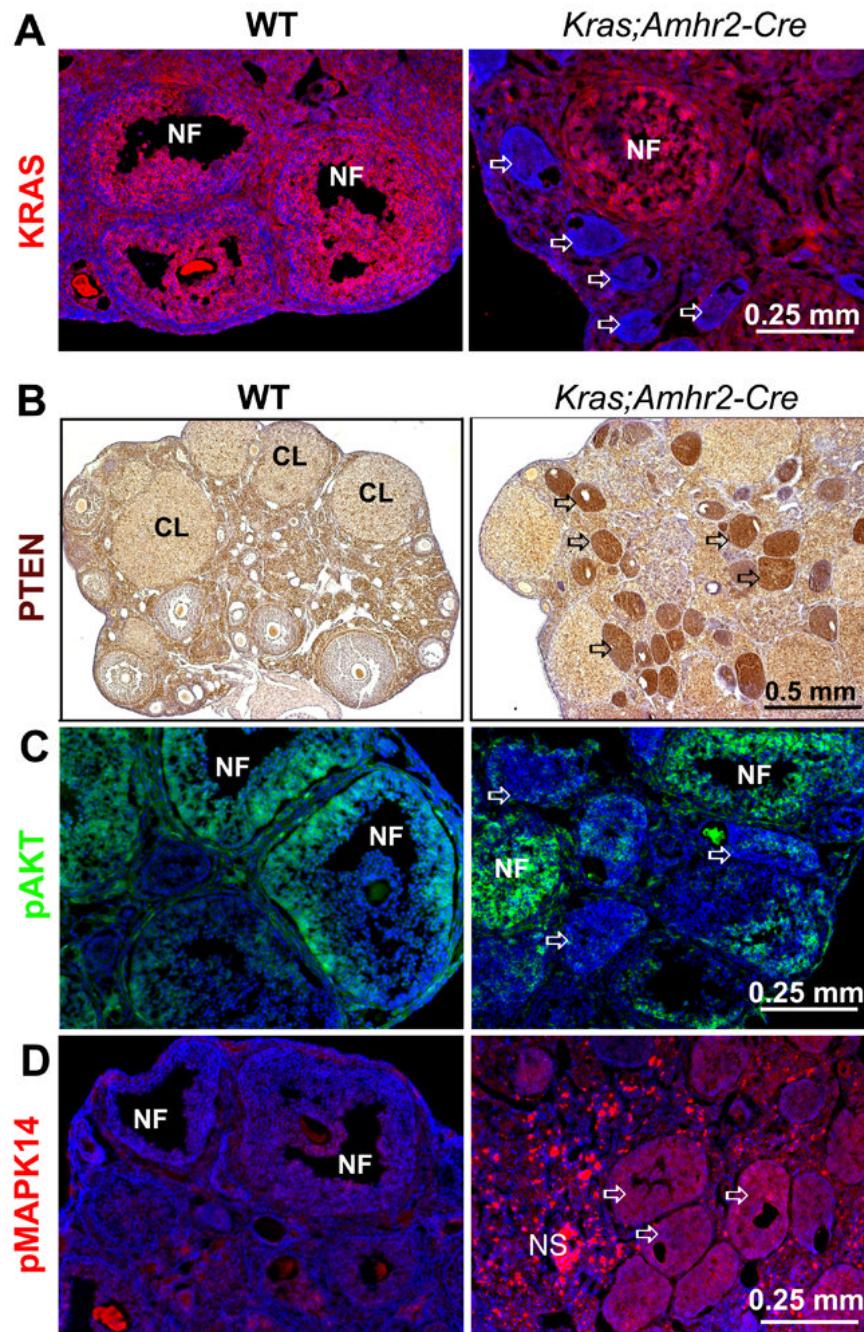 A
WT
Kras;Amhr2-Cre
KRAS
NF
NF
NF
0.25 mm
B
WT
Kras;Amhr2-Cre
PTEN
CL
CL
CL
0.5 mm
C
pAKT
NF
NF
NF
NF
0.25 mm
D
pMAPK14
NF
NF
NS
0.25 mm